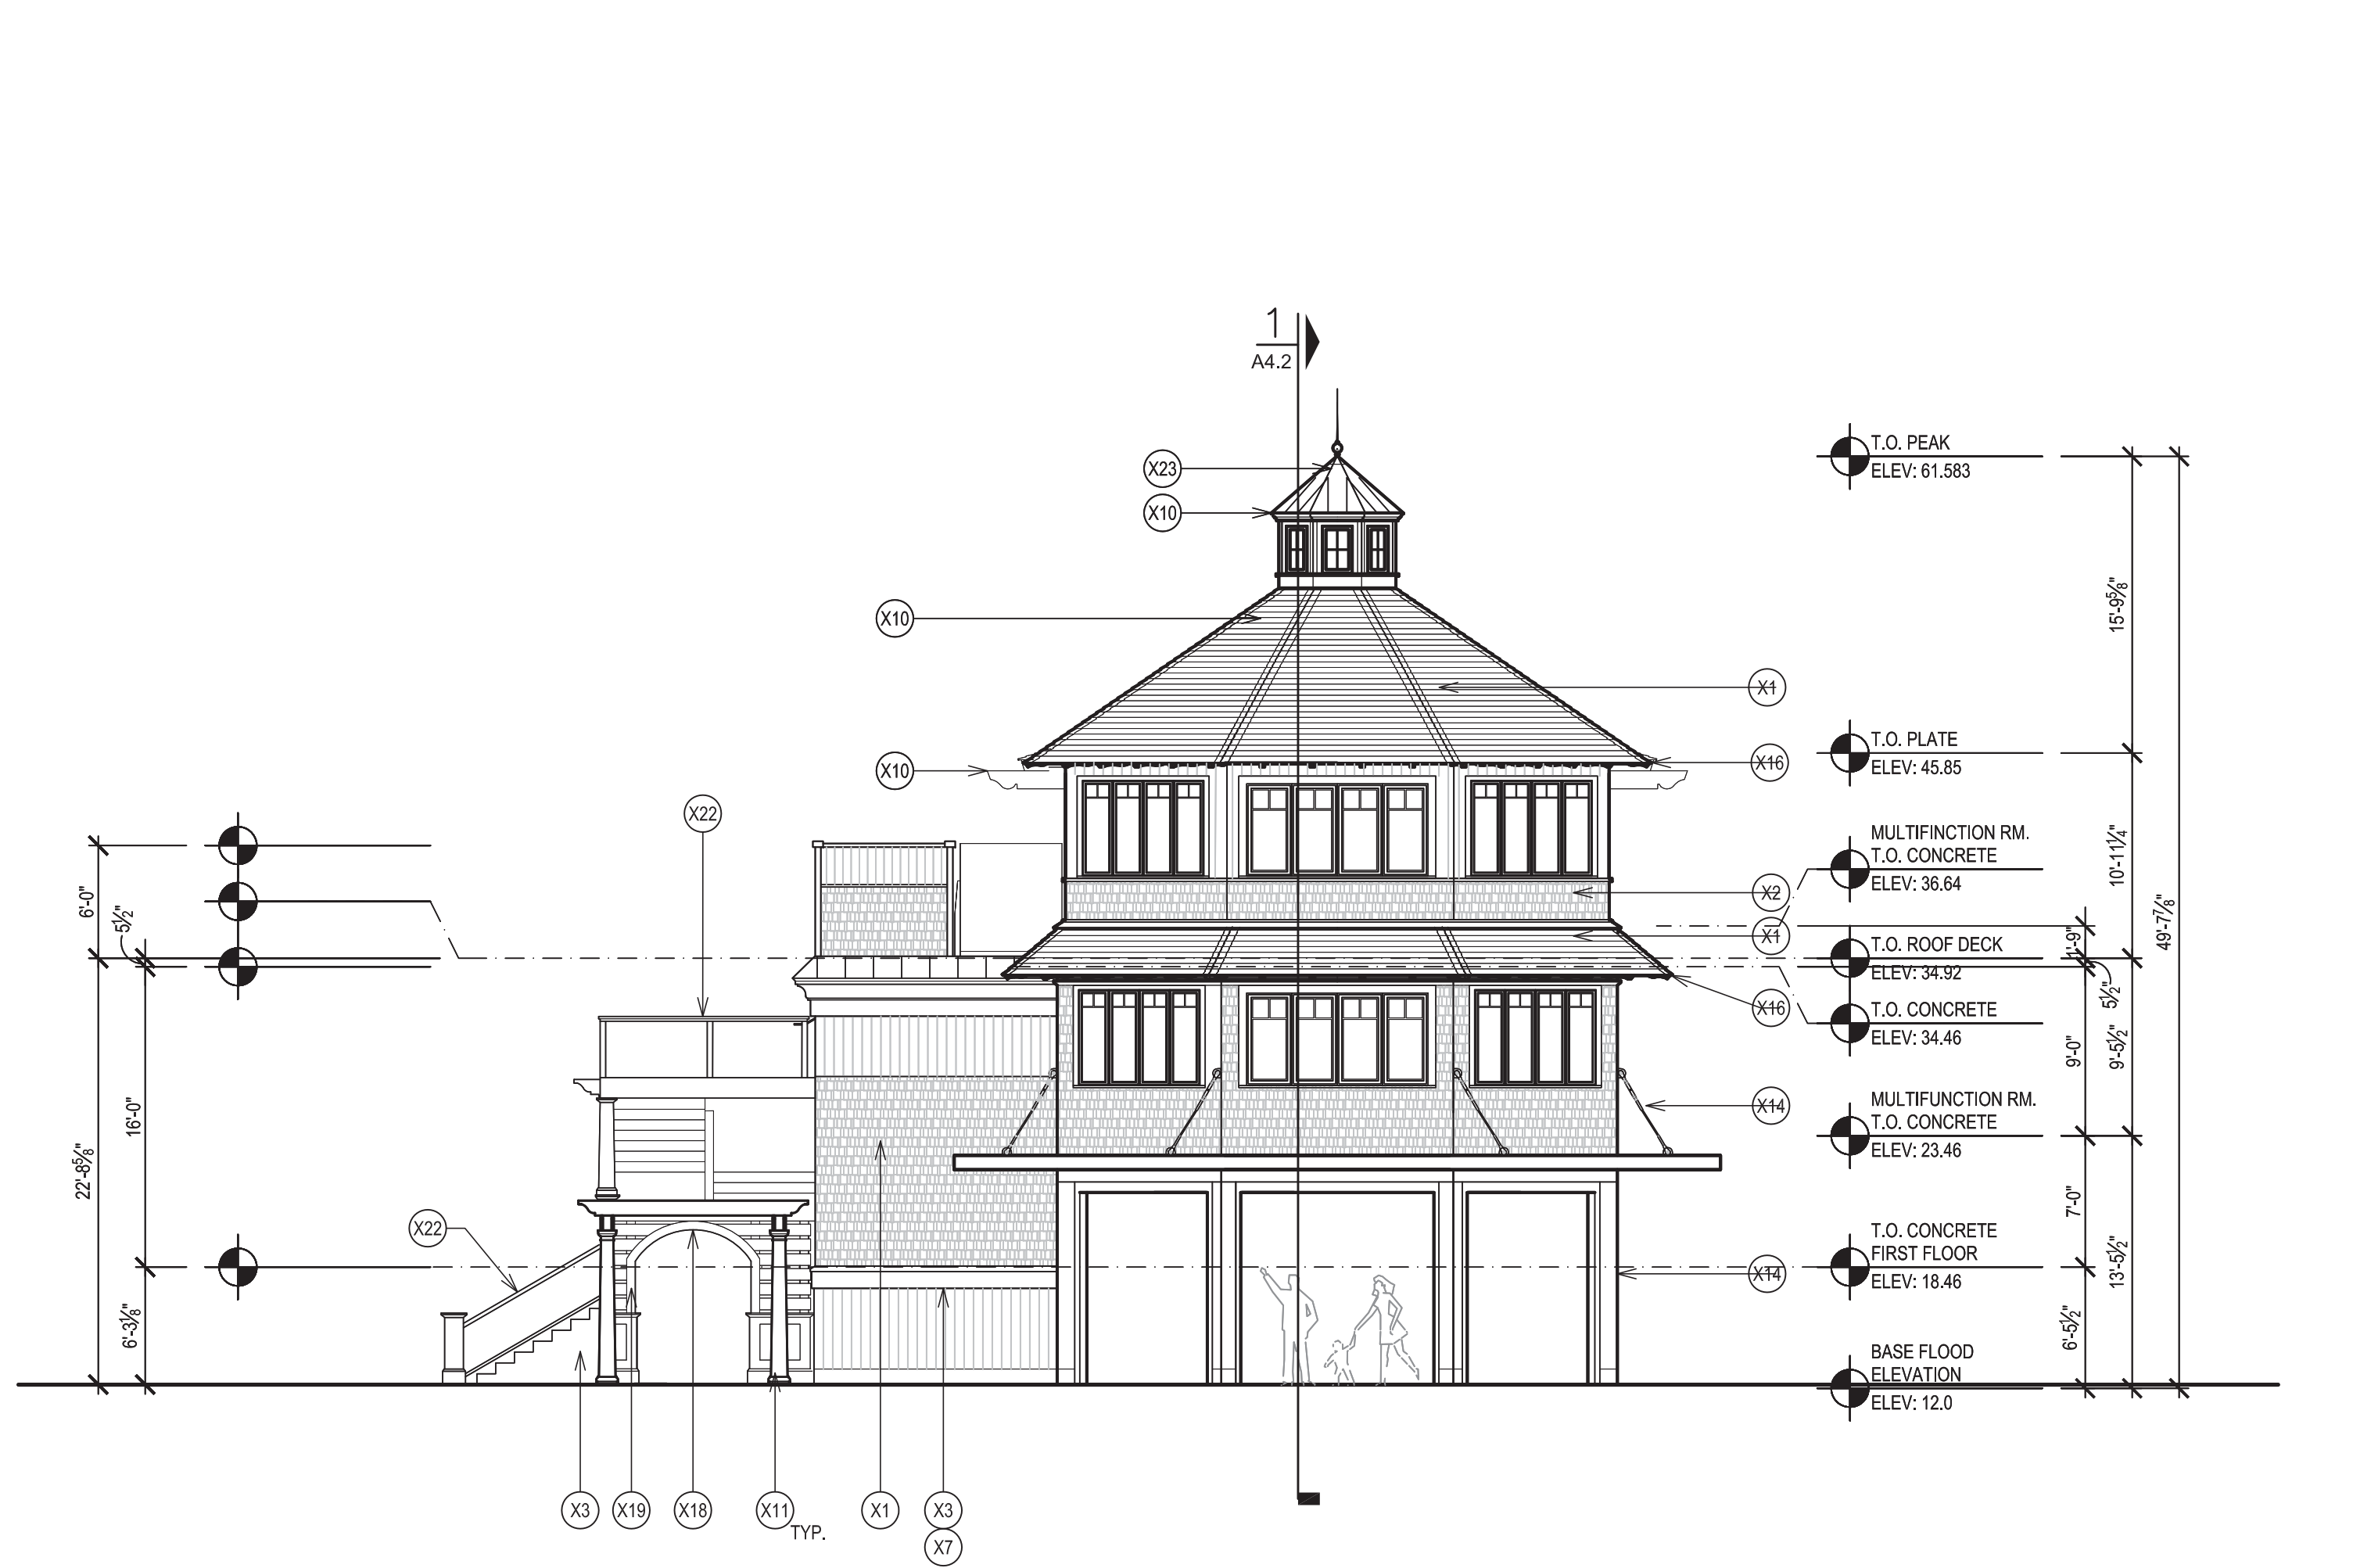 1
A4.2
X23
X10
X10
X1
X10
X16
X22
X2
X1
X16
X14
X22
X14
X3
X19
X18
X11
TYP.
X1
X3
X7
6'-0"
5½"
16'-0"
22'-8⅝"
6'-3⅛"
T.O. PEAK
ELEV: 61.583
T.O. PLATE
ELEV: 45.85
MULTIFINCTION RM.
T.O. CONCRETE
ELEV: 36.64
T.O. ROOF DECK
ELEV: 34.92
T.O. CONCRETE
ELEV: 34.46
MULTIFUNCTION RM.
T.O. CONCRETE
ELEV: 23.46
T.O. CONCRETE
FIRST FLOOR
ELEV: 18.46
BASE FLOOD
ELEVATION
ELEV: 12.0
15'-9⅝"
10'-11¼"
49'-7⅞"
1'-9"
5½"
9'-0"
9'-5½"
7'-0"
13'-5½"
6'-5½"